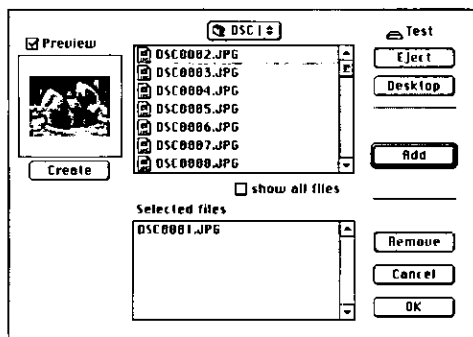 DSC
Test
Preview
DSC0002.JPG
DSC0003.JPG
DSC0004.JPG
DSC0005.JPG
DSC0006.JPG
DSC0007.JPG
DSC0008.JPG
Eject
Desktop
Add
Create
show all files
Selected files
DSC0001.JPG
Remove
Cancel
OK